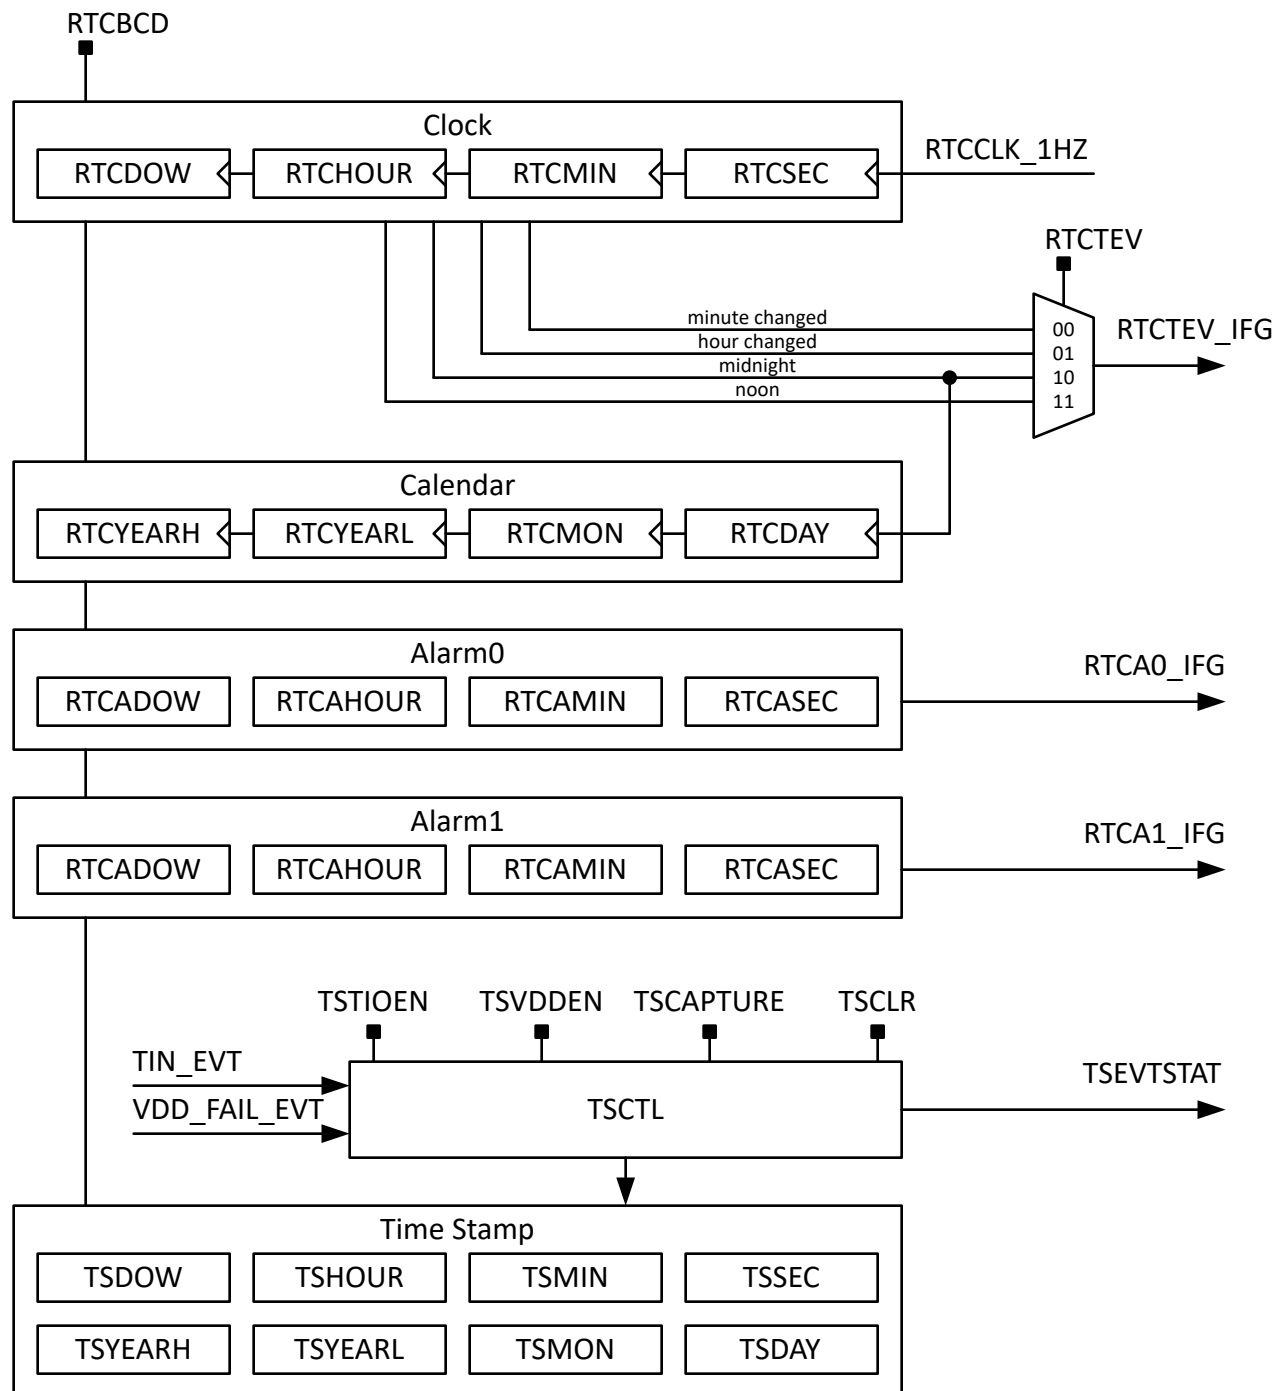 RTCBCD
Clock
RTCDOW RTCHOUR RTCMIN RTCSEC
RTCCLK_1HZ
RTCTEV
minute changed
hour changed
midnight
noon
00
01
10
11
RTCTEV_IFG
Calendar
RTCYEARH RTCYEARL RTCMON RTCDAY
Alarm0
RTCADOW RTCAHOUR RTCAMIN RTCASEC
RTCA0_IFG
Alarm1
RTCADOW RTCAHOUR RTCAMIN RTCASEC
RTCA1_IFG
TSTIOEN TSVDDEN TSCAPTURE TSCLR
TIN_EVT
VDD_FAIL_EVT
TSCTL
TSEVTSTAT
Time Stamp
TSDOW TSHOUR TSMIN TSSEC
TSYEARH TSYEARL TSMON TSDAY